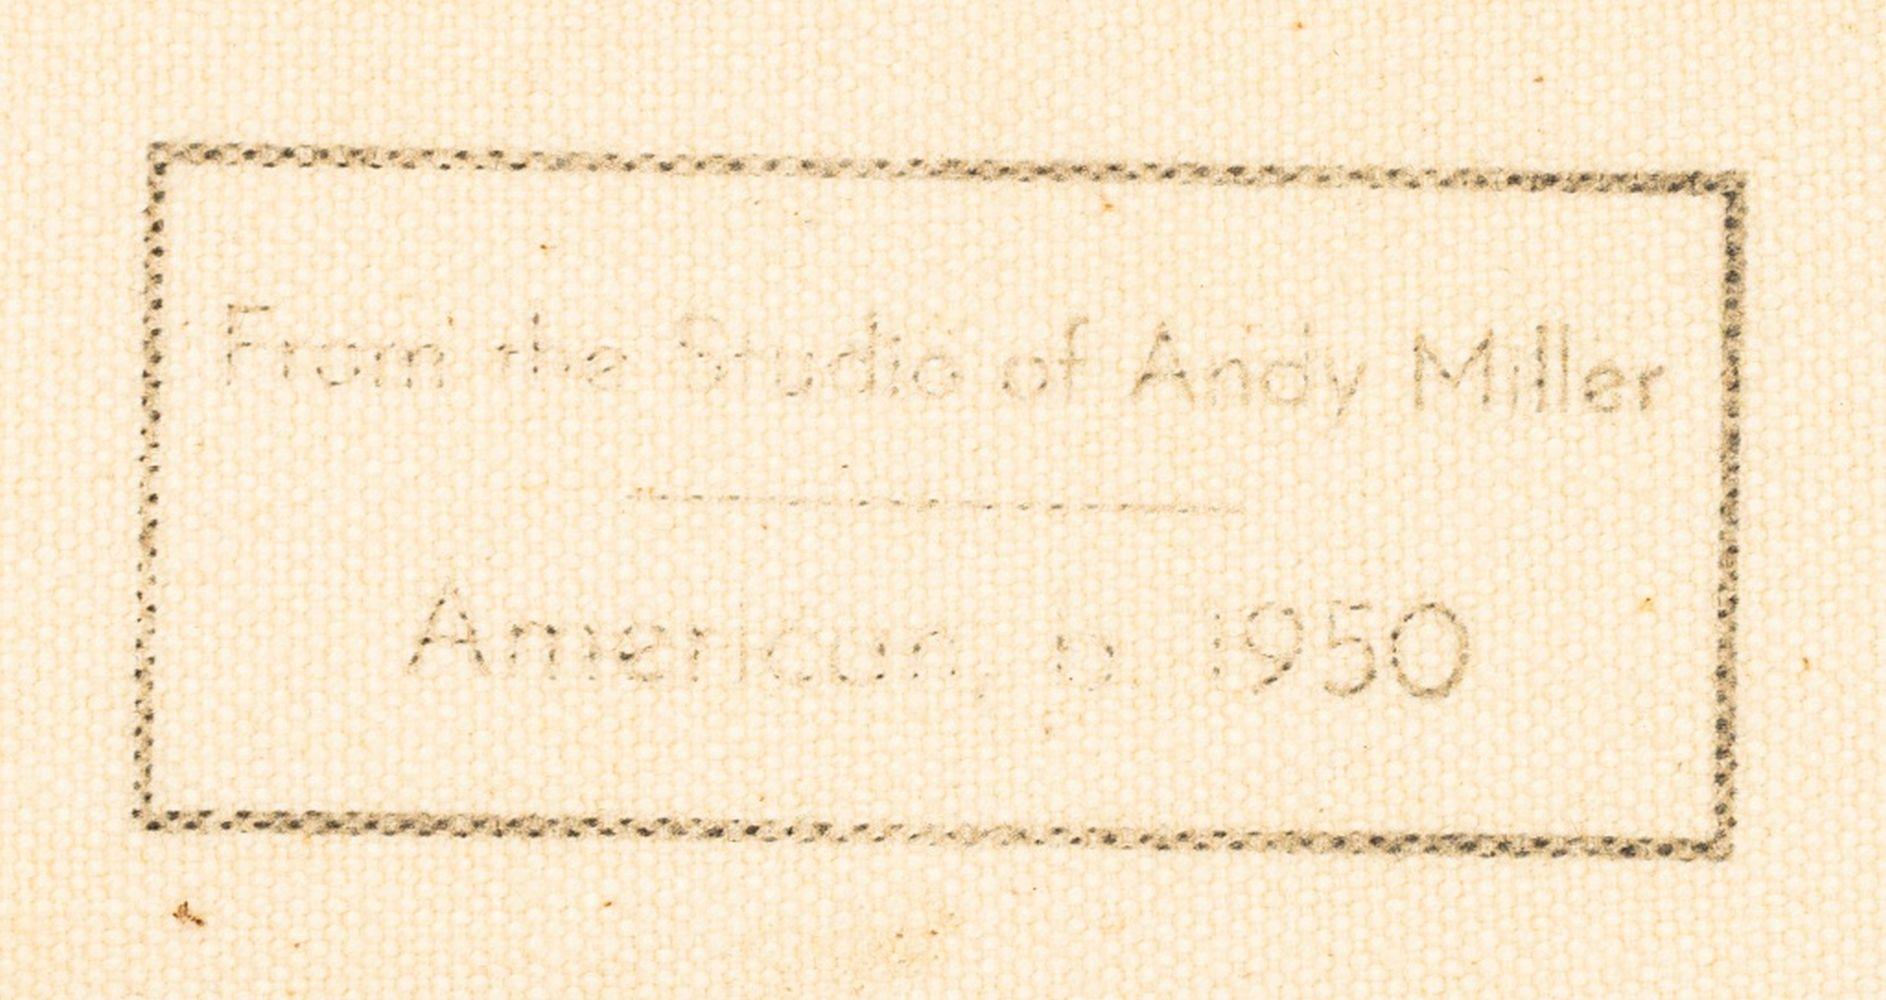 From the Studio of Andy Miller
American, b. 1950